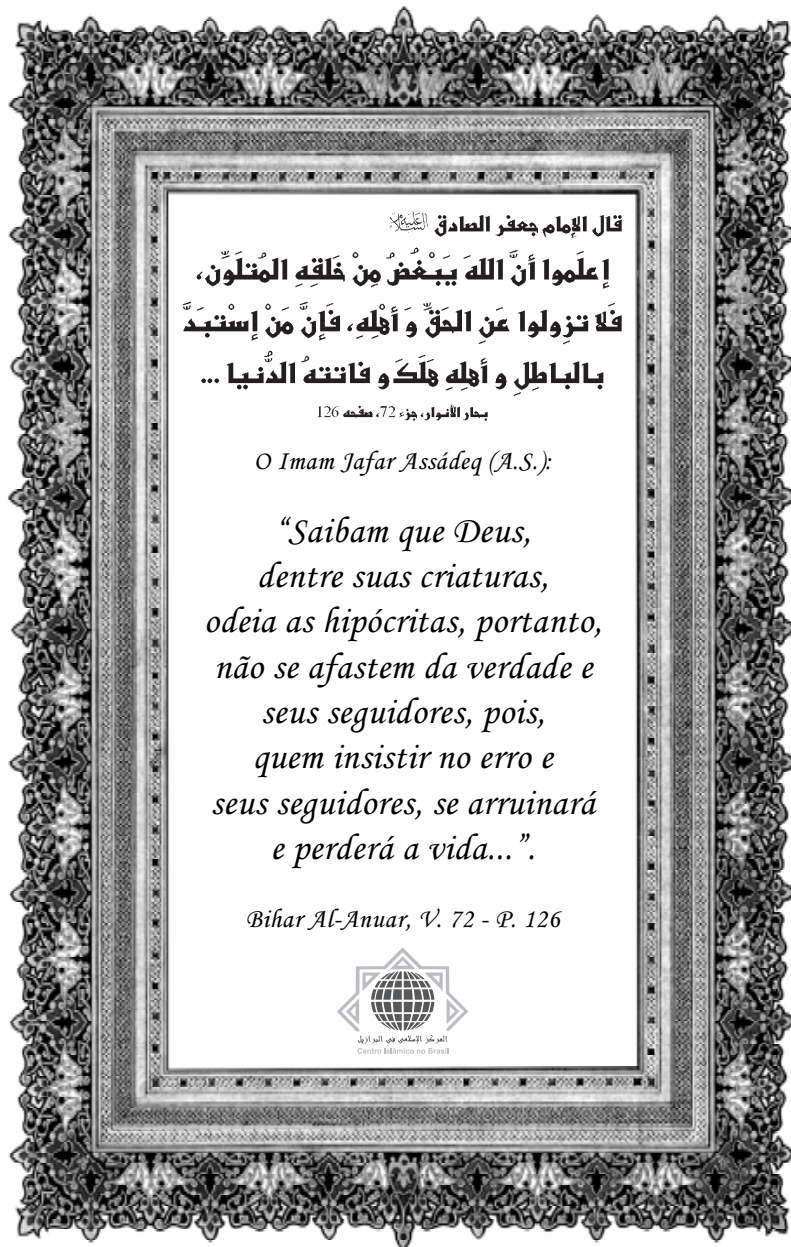 قال الإمام جعفر الصادق عليه السلام
إعلَموا أنَّ اللهَ يَبْغُضُ مِنْ خَلقِهِ المُتلَوِّن،
فَلا تزولوا عَنِ الحَقِّ وَ أهْلِهِ، فَإنَّ مَنْ إسْتبَدَّ
بالباطِلِ و أهلِهِ هَلَكَ و فاتتهُ الدُّنيا ...
بحار الأنوار، جزء 72، صفحه 126
O Imam Jafar Assádeq (A.S.):
“Saibam que Deus,
dentre suas criaturas,
odeia as hipócritas, portanto,
não se afastem da verdade e
seus seguidores, pois,
quem insistir no erro e
seus seguidores, se arruinará
e perderá a vida...”.
Bihar Al-Anuar, V. 72 - P. 126
المركز الإسلامي في البرازيل
Centro Islâmico no Brasil